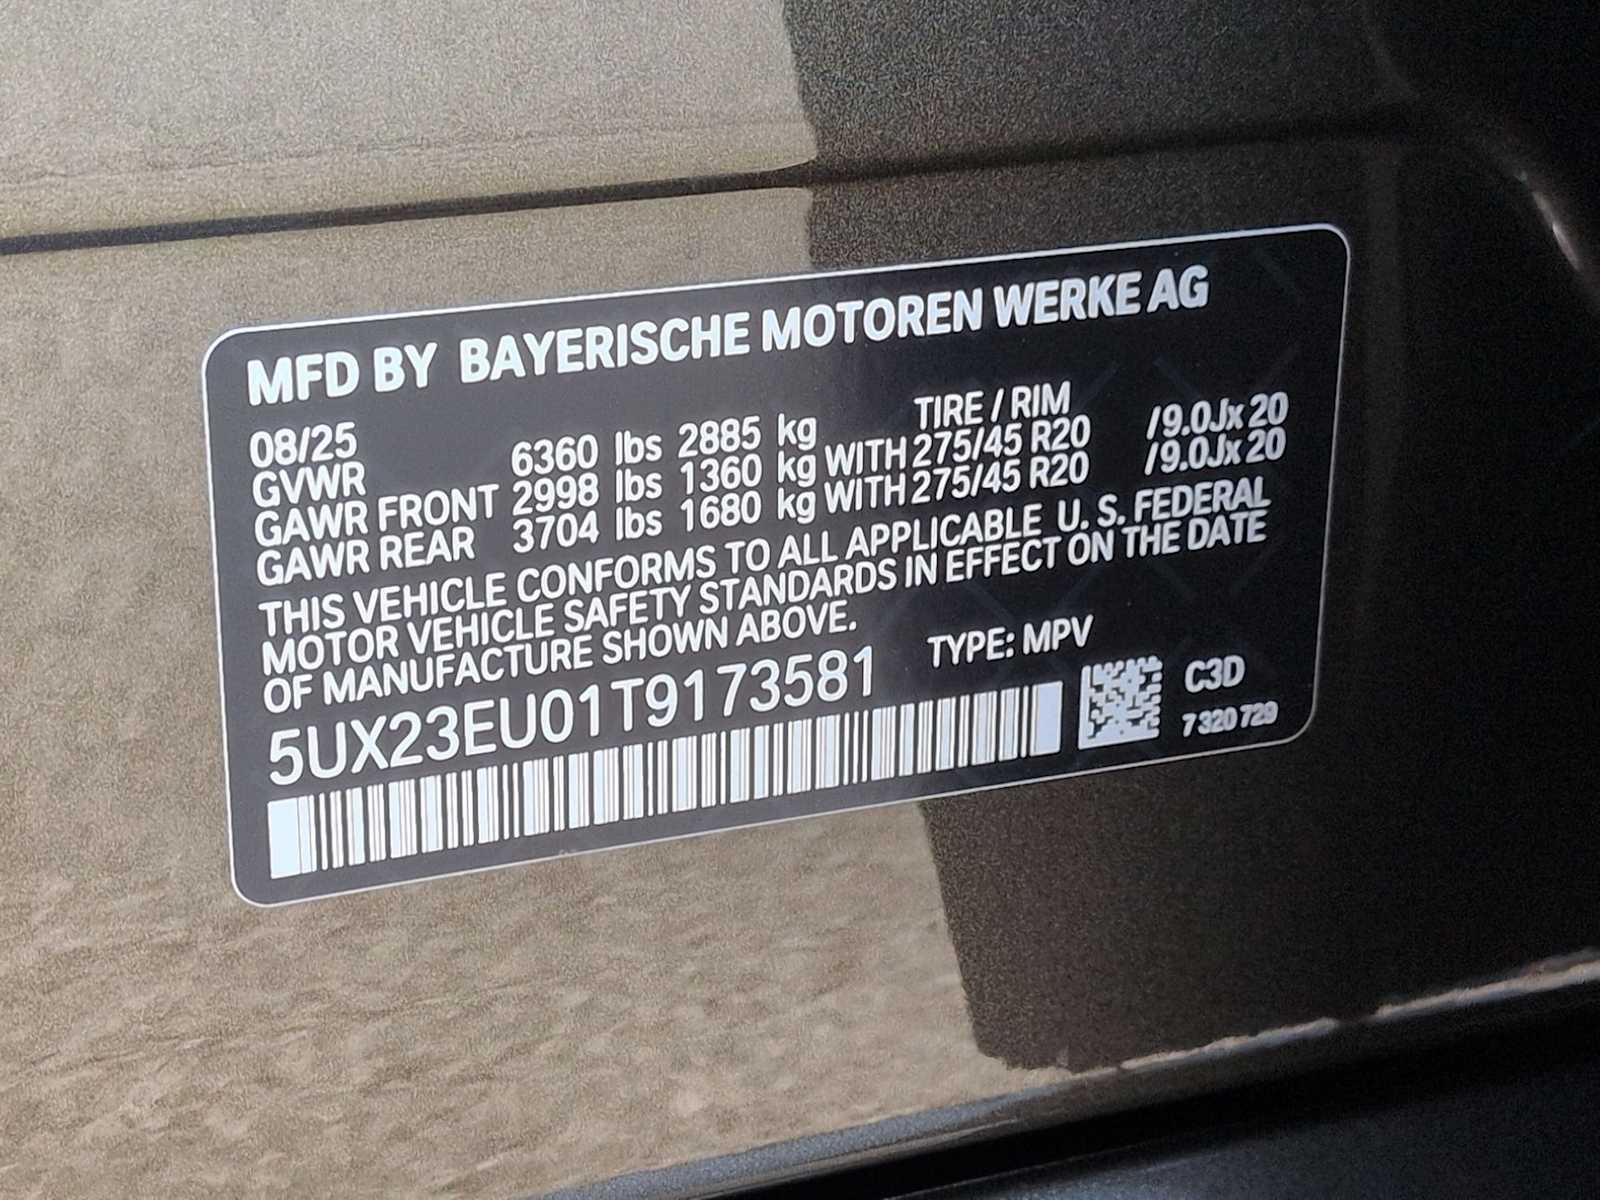 MFD BY BAYERISCHE MOTOREN WERKE AG
08/25 TIRE / RIM
GVWR 6360 lbs 2885 kg
GAWR FRONT 2998 lbs 1360 kg WITH 275/45 R20 /9.0Jx 20
GAWR REAR 3704 lbs 1680 kg WITH 275/45 R20 /9.0Jx 20
THIS VEHICLE CONFORMS TO ALL APPLICABLE U. S. FEDERAL
MOTOR VEHICLE SAFETY STANDARDS IN EFFECT ON THE DATE
OF MANUFACTURE SHOWN ABOVE.
5UX23EU01T9173581 TYPE: MPV
C3D
7 320 729